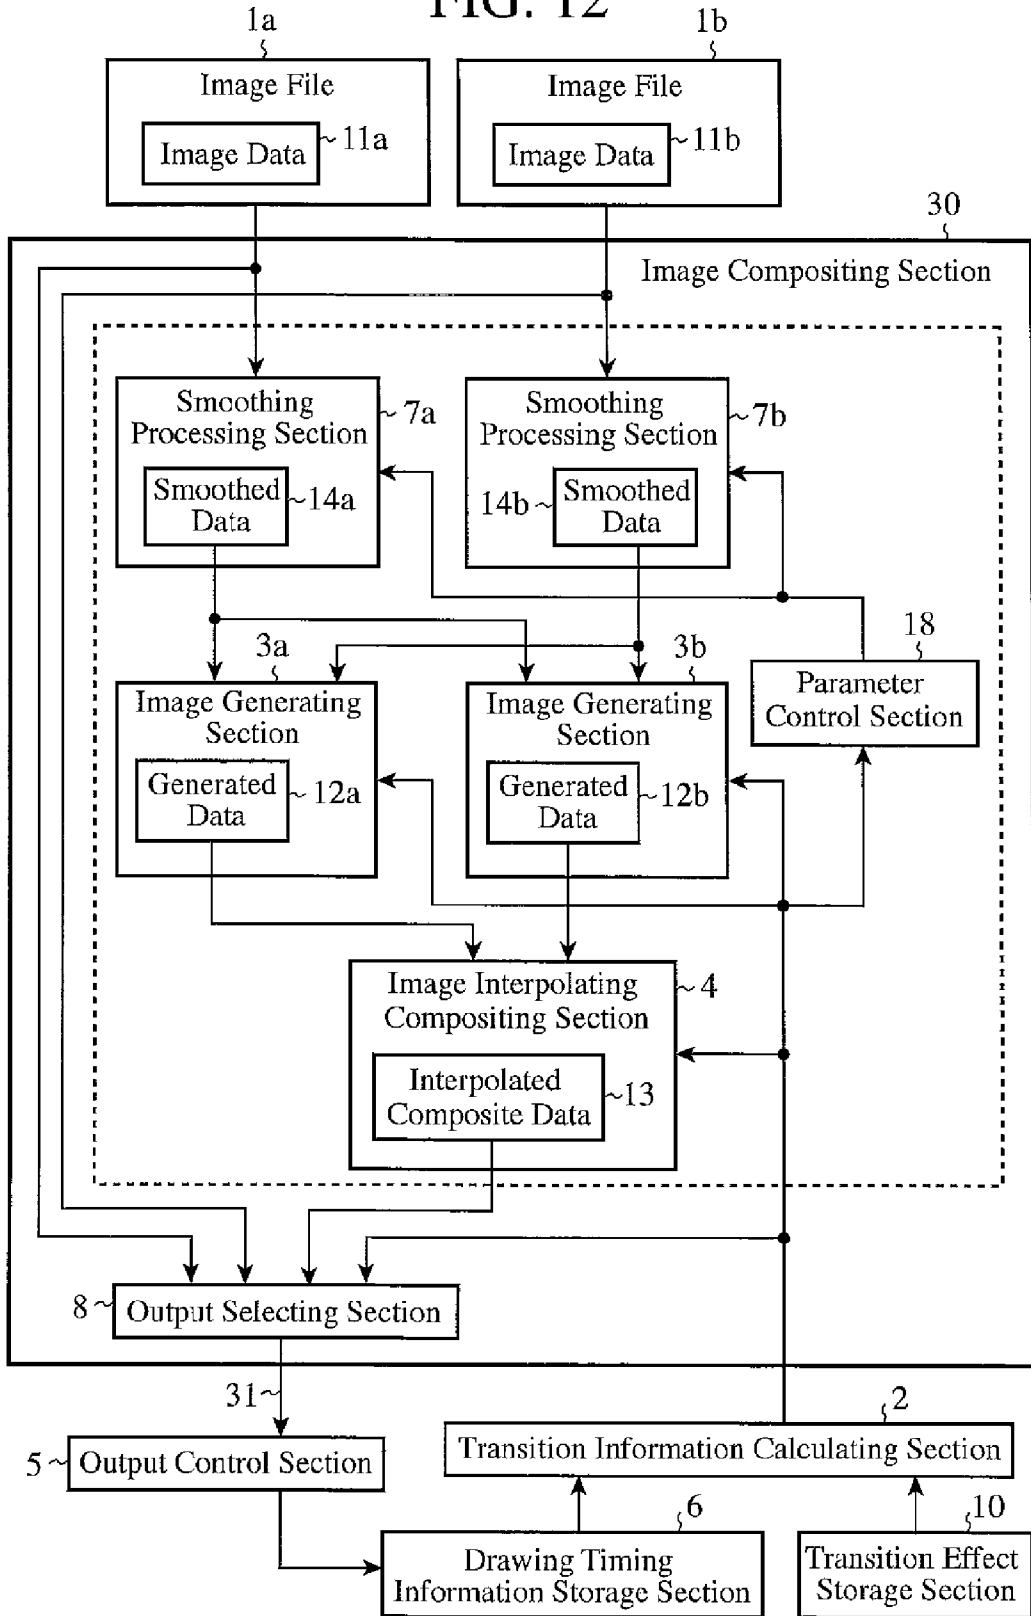 FIG. 12
1a
1b
Image File
Image File
Image Data
11a
Image Data
11b
30
Image Compositing Section
Smoothing
Processing Section
7a
Smoothing
Processing Section
7b
Smoothed
Data
14a
14b
Smoothed
Data
3a
3b
18
Image Generating
Section
Image Generating
Section
Parameter
Control Section
Generated
Data
12a
Generated
Data
12b
Image Interpolating
Compositing Section
4
Interpolated
Composite Data
13
8
Output Selecting Section
31
2
5
Output Control Section
Transition Information Calculating Section
6
10
Drawing Timing
Information Storage Section
Transition Effect
Storage Section